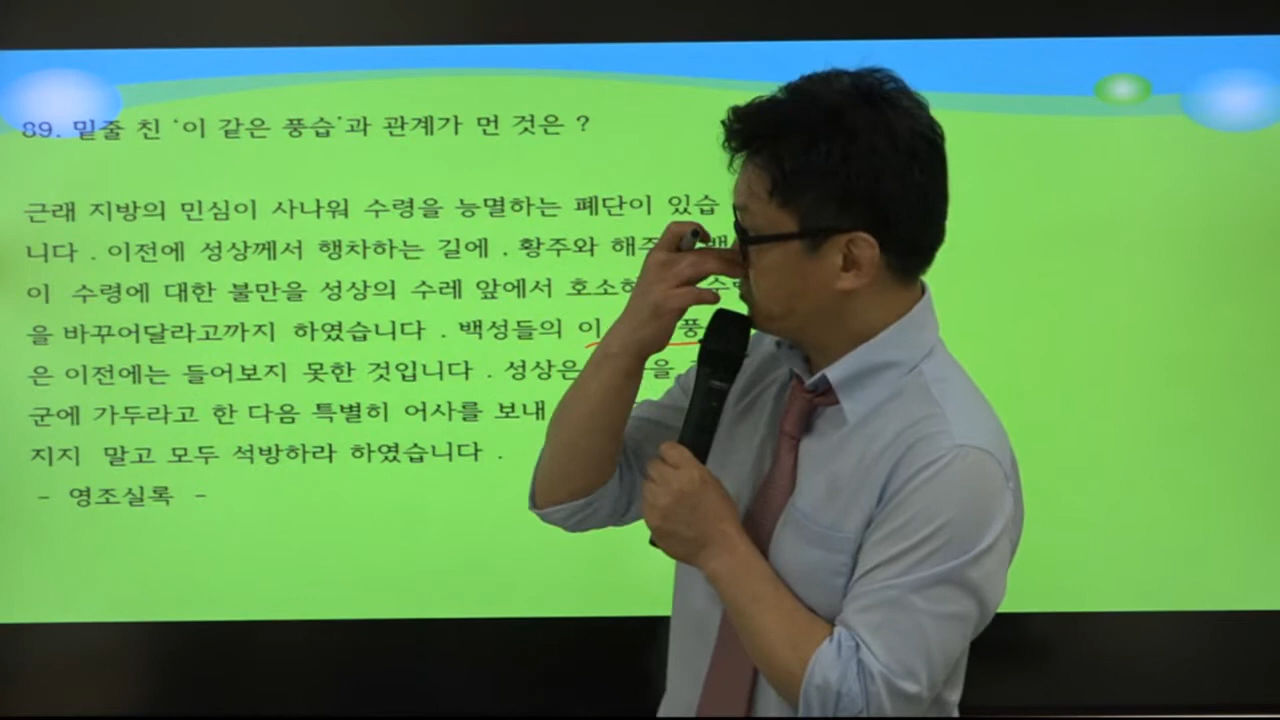 89. 밑줄 친 ‘이 같은 풍습’과 관계가 먼 것은 ?
근래 지방의 민심이 사나워 수령을 능멸하는 폐단이 있습
니다 . 이전에 성상께서 행차하는 길에 , 황주와 해주
이 수령에 대한 불만을 성상의 수레 앞에서
을 바꾸어달라고까지 하였습니다 . 백성들의 이 풍
은 이전에는 들어보지 못한 것입니다 . 성상은 을
군에 가두라고 한 다음 특별히 어사를 보내
지지 말고 모두 석방하라 하였습니다 .
- 영조실록 -